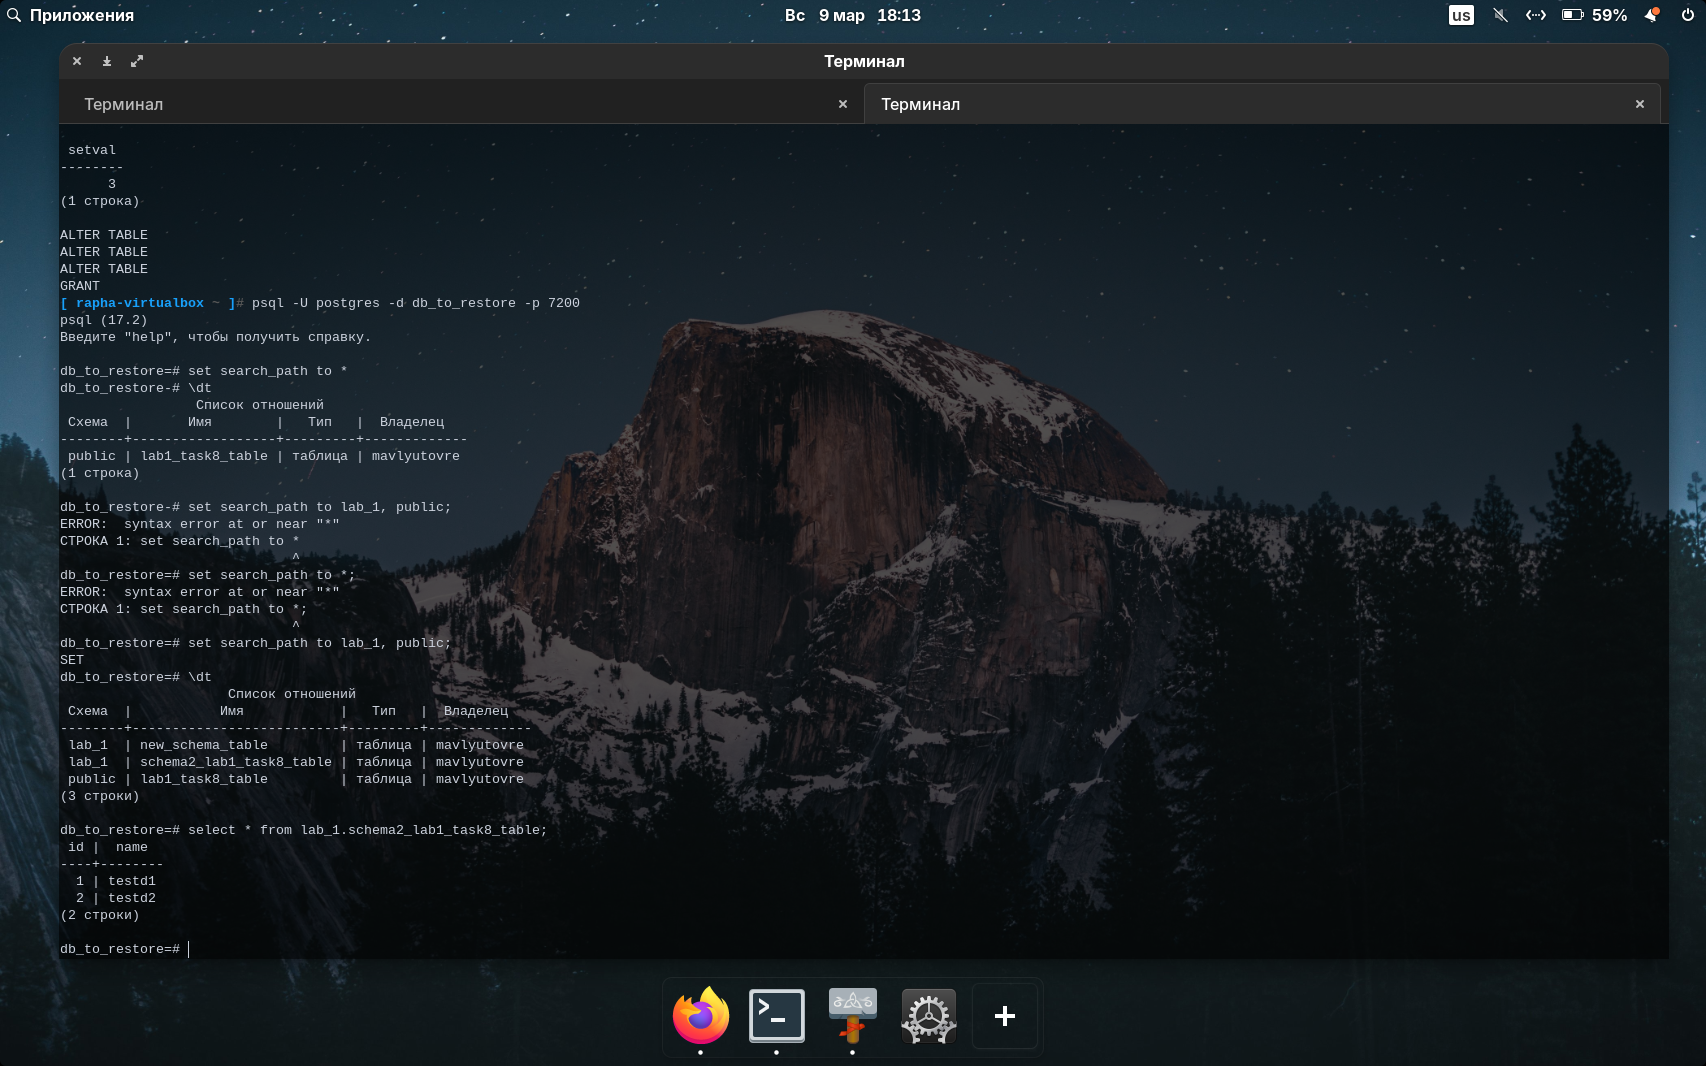 Приложения
Вс 9 мар 18:13
us
59%
Терминал
Терминал
Терминал
setval
--------
3
(1 строка)
ALTER TABLE
ALTER TABLE
ALTER TABLE
GRANT
[ rapha-virtualbox ~ ]# psql -U postgres -d db_to_restore -p 7200
psql (17.2)
Введите "help", чтобы получить справку.
db_to_restore=# set search_path to *
db_to_restore-# \dt
Список отношений
Схема | Имя | Тип | Владелец
--------+------------------+---------+-------------
public | lab1_task8_table | таблица | mavlyutovre
(1 строка)
db_to_restore-# set search_path to lab_1, public;
ERROR:  syntax error at or near "*"
СТРОКА 1: set search_path to *
^
db_to_restore=# set search_path to *;
ERROR:  syntax error at or near "*"
СТРОКА 1: set search_path to *;
^
db_to_restore=# set search_path to lab_1, public;
SET
db_to_restore=# \dt
Список отношений
Схема | Имя | Тип | Владелец
--------+--------------------------+---------+-------------
lab_1 | new_schema_table | таблица | mavlyutovre
lab_1 | schema2_lab1_task8_table | таблица | mavlyutovre
public | lab1_task8_table | таблица | mavlyutovre
(3 строки)
db_to_restore=# select * from lab_1.schema2_lab1_task8_table;
id | name
----+--------
1 | testd1
2 | testd2
(2 строки)
db_to_restore=#